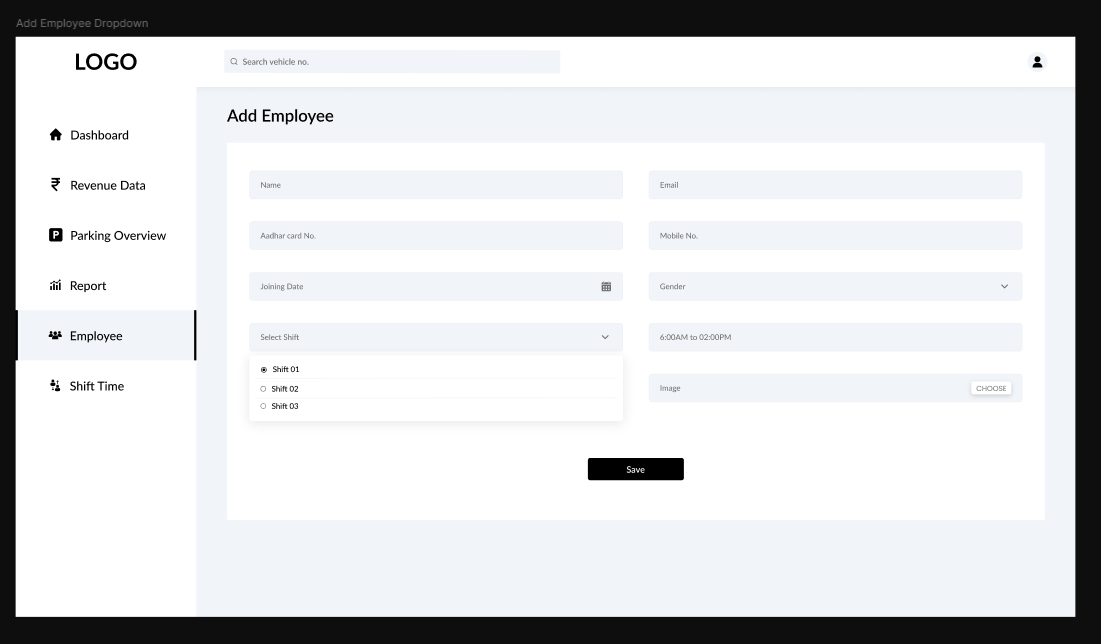 Add Employee Dropdown
LOGO
Search vehicle no.
Dashboard
Revenue Data
P
Parking Overview
Report
Employee
Shift Time
Add Employee
Name
Email
Aadhar card No.
Mobile No.
Joining Date
Gender
Select Shift
6:00AM to 02:00PM
Shift 01
Shift 02
Shift 03
Image
CHOOSE
Save